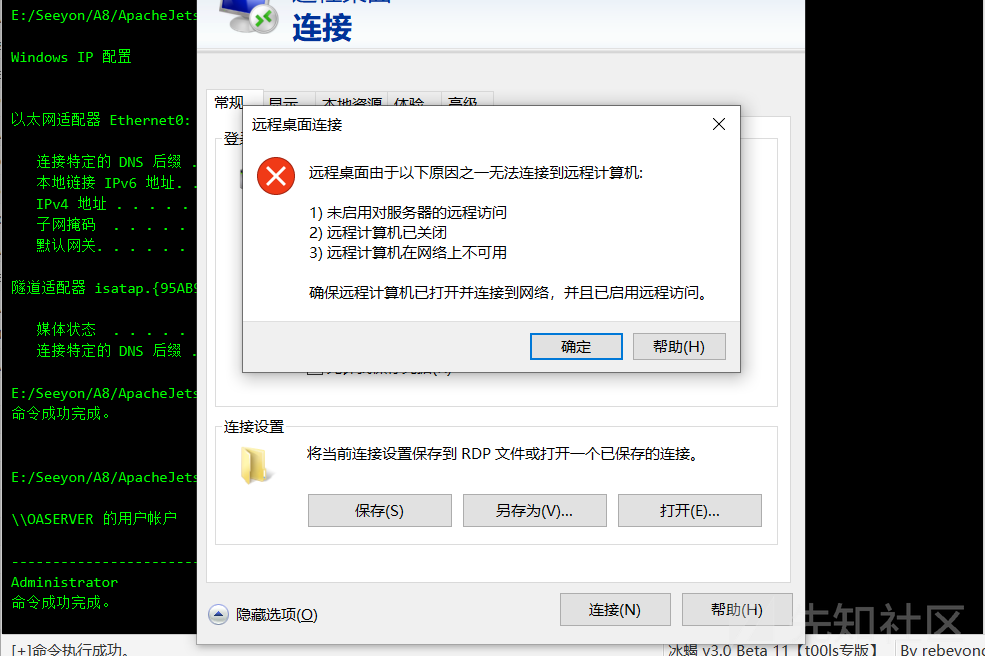 E:/Seeyon/A8/ApacheJets
Windows IP 配置
以太网适配器 Ethernet0:
连接特定的 DNS 后缀 .
本地链接 IPv6 地址. .
IPv4 地址 . . . . .
子网掩码 . . . . .
默认网关. . . . . .
隧道适配器 isatap.{95AB9
媒体状态 . . . . .
连接特定的 DNS 后缀 .
E:/Seeyon/A8/ApacheJets
命令成功完成。
E:/Seeyon/A8/ApacheJets
\\OASERVER 的用户帐户
-----------------------
Administrator
命令成功完成。
[+]命令执行成功。
远程桌面
连接
常规 显示 本地资源 体验 高级
远程桌面连接
远程桌面由于以下原因之一无法连接到远程计算机:
1) 未启用对服务器的远程访问
2) 远程计算机已关闭
3) 远程计算机在网络上不可用
确保远程计算机已打开并连接到网络，并且已启用远程访问。
确定 帮助(H)
连接设置
将当前连接设置保存到 RDP 文件或打开一个已保存的连接。
保存(S) 另存为(V)... 打开(E)...
隐藏选项(O) 连接(N) 帮助(H)
先知社区
冰蝎 v3.0 Beta 11【t00ls专版】 By rebeyond